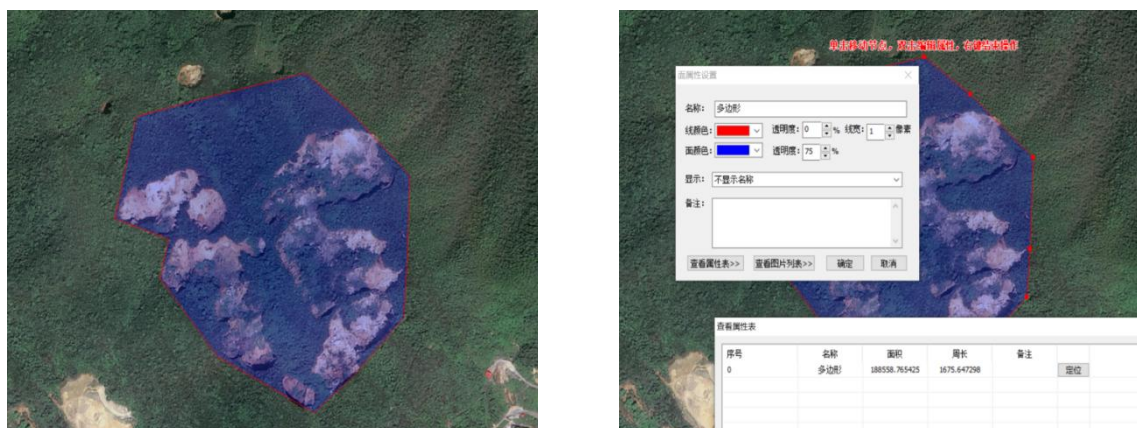 单击移动节点，双击编辑属性，右键结束操作
面属性设置
名称： 多边形
线颜色： 透明度： 0 % 线宽： 1 像素
面颜色： 透明度： 75 %
显示： 不显示名称
备注：
查看属性表>> 查看图片列表>> 确定 取消
查看属性表
序号 名称 面积 周长 备注
0 多边形 188558.765425 1675.647298 定位